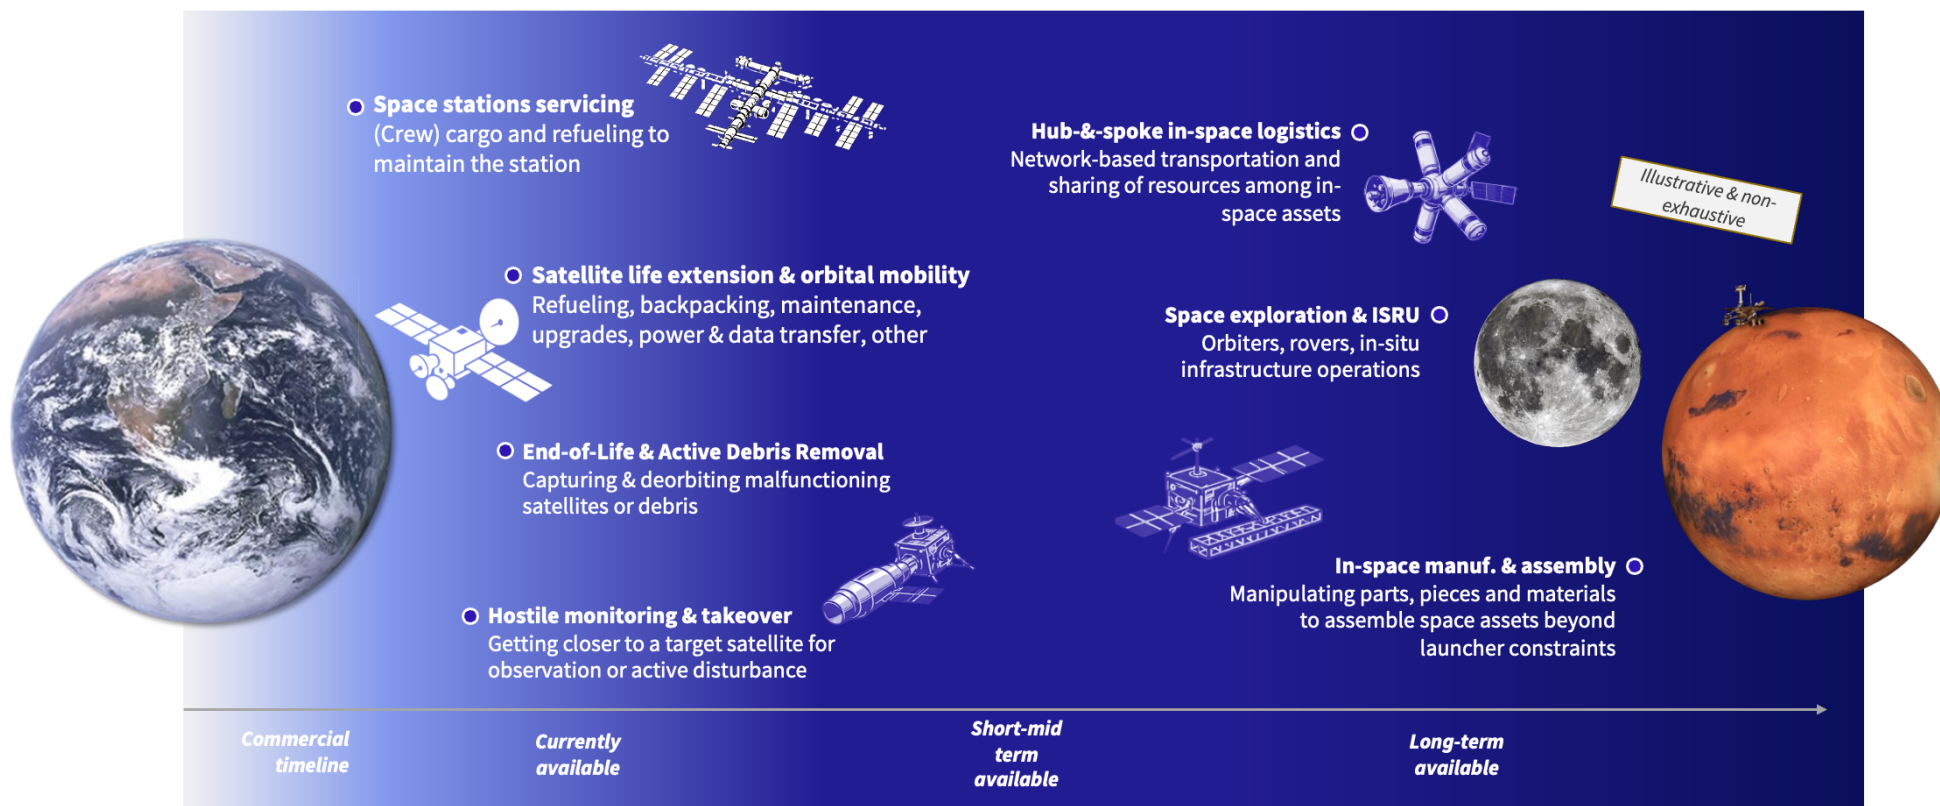 Space stations servicing
(Crew) cargo and refueling to
maintain the station
Hub-&-spoke in-space logistics
Network-based transportation and
sharing of resources among in-
space assets
Illustrative & non-
exhaustive
Satellite life extension & orbital mobility
Refueling, backpacking, maintenance,
upgrades, power & data transfer, other
Space exploration & ISRU
Orbiters, rovers, in-situ
infrastructure operations
End-of-Life & Active Debris Removal
Capturing & deorbiting malfunctioning
satellites or debris
In-space manuf. & assembly
Manipulating parts, pieces and materials
to assemble space assets beyond
launcher constraints
Hostile monitoring & takeover
Getting closer to a target satellite for
observation or active disturbance
Commercial
timeline
Currently
available
Short-mid
term
available
Long-term
available